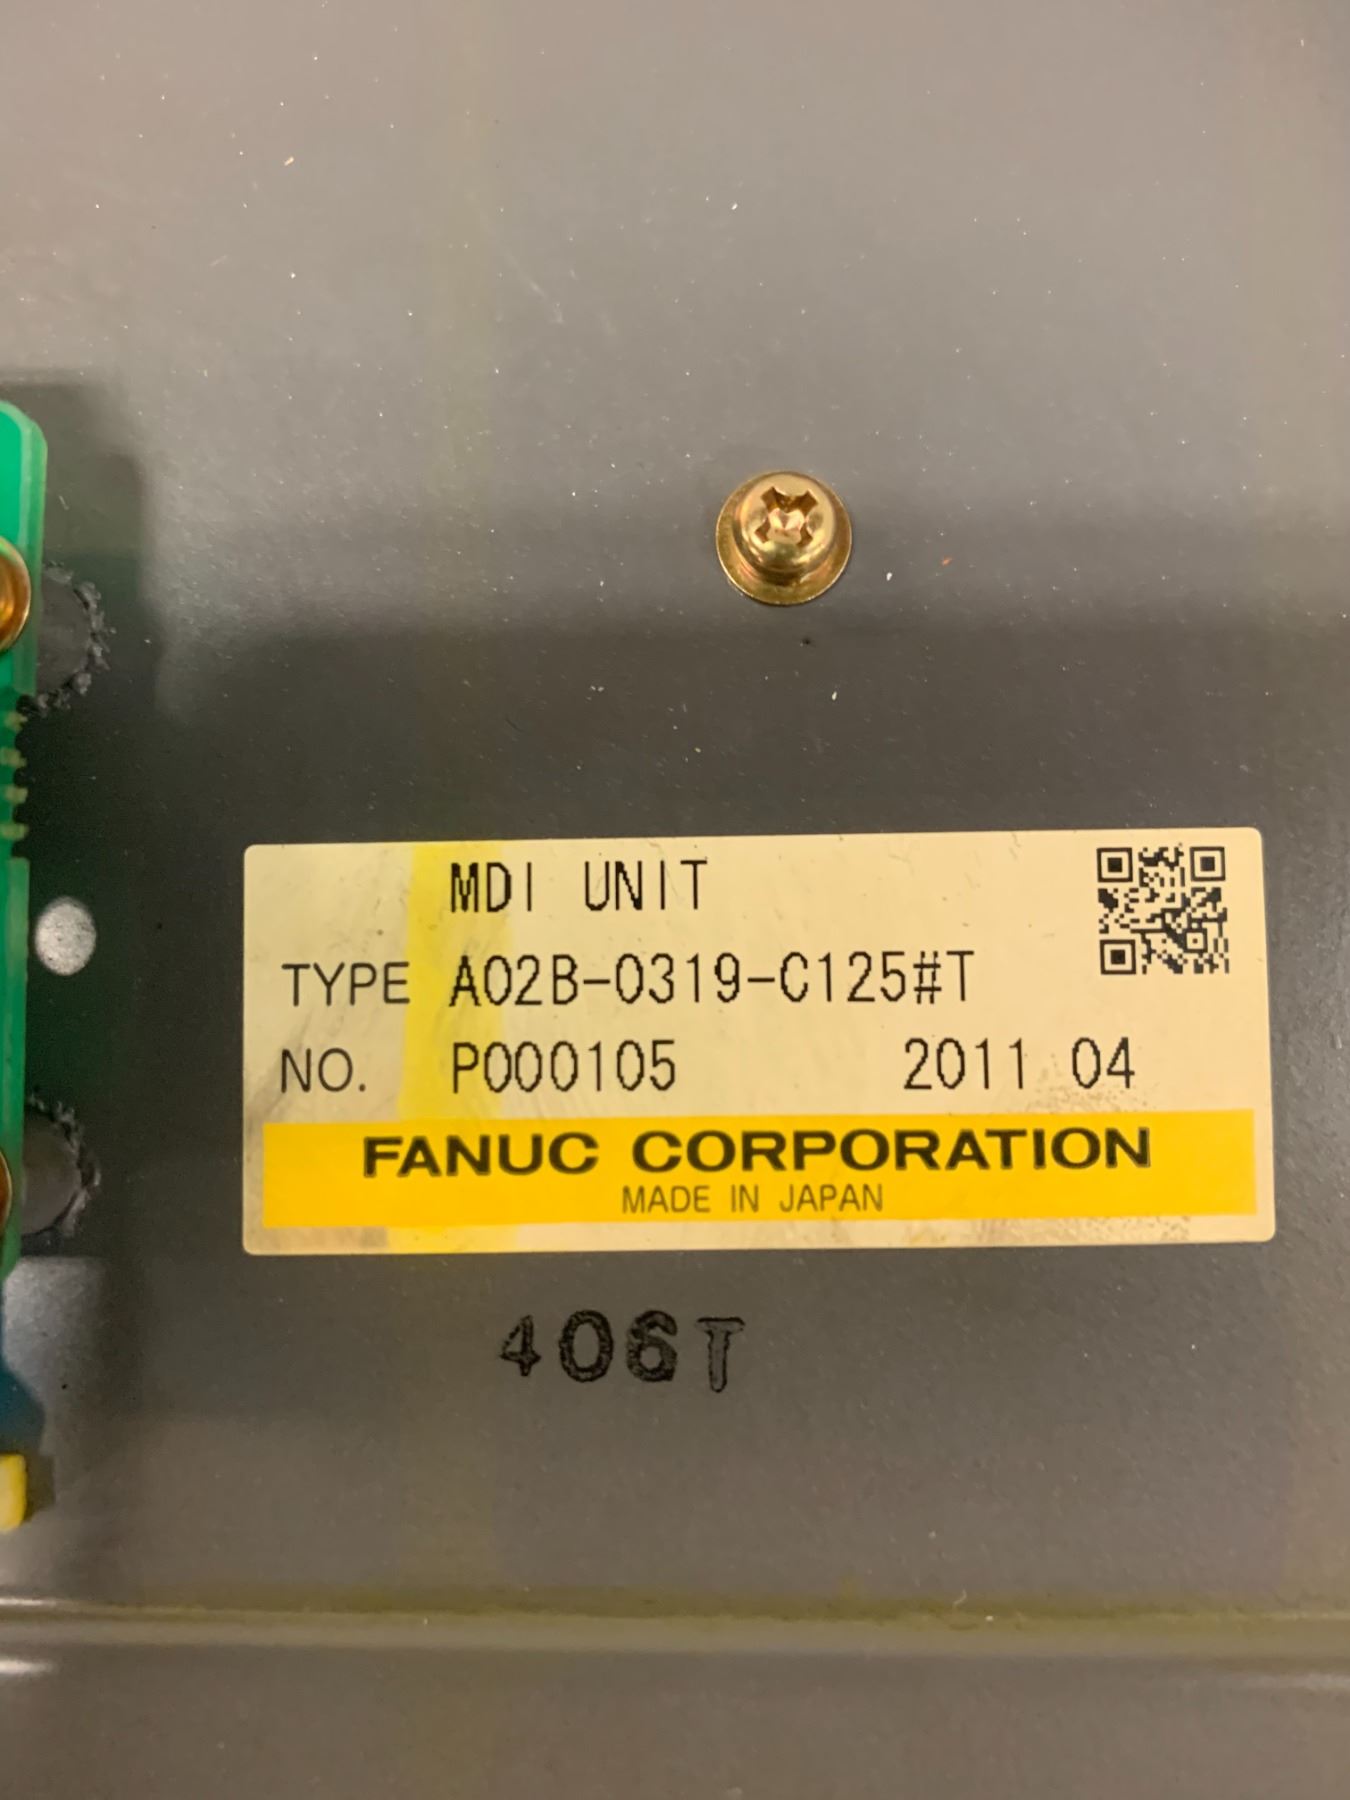 MDI UNIT
TYPE A02B-0319-C125#T
NO. P000105 2011 04
FANUC CORPORATION
MADE IN JAPAN
406T